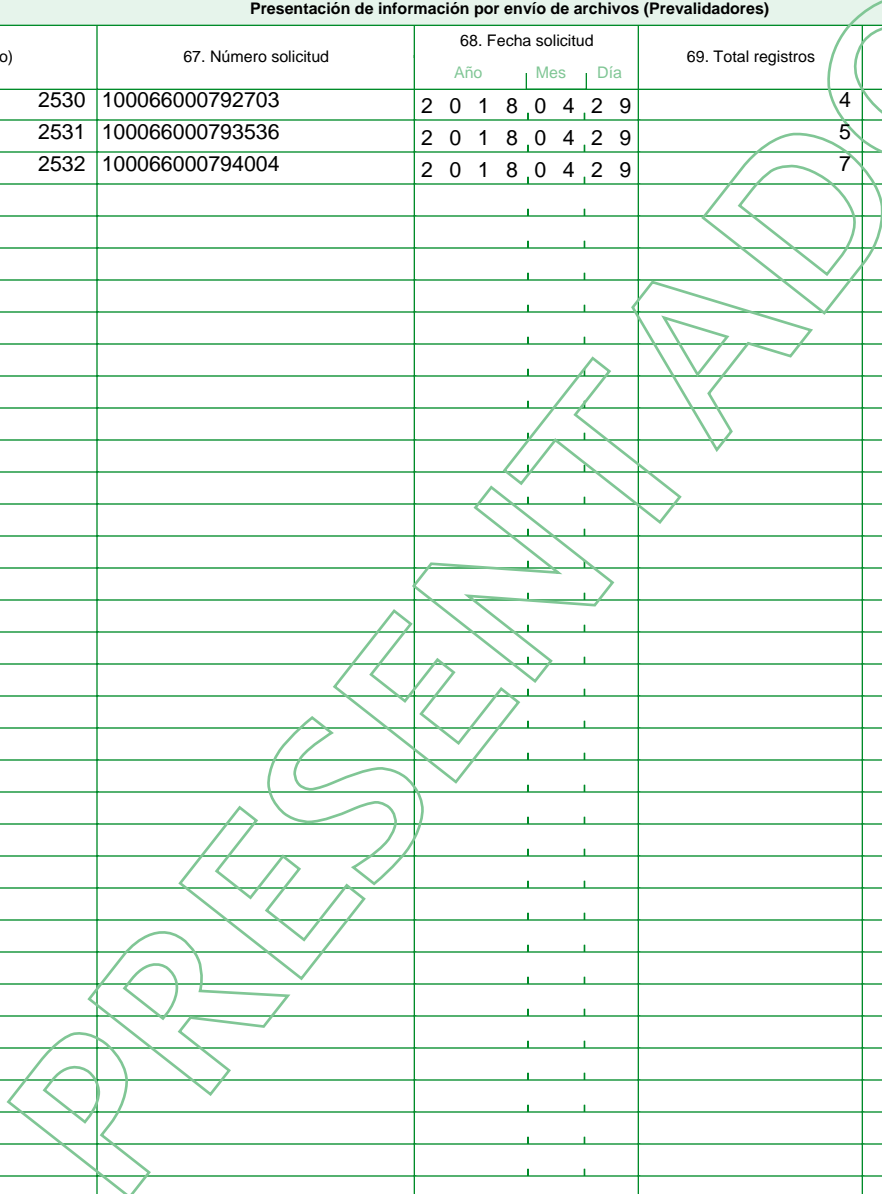 Presentación de información por envío de archivos (Prevalidadores)
o) 67. Número solicitud 68. Fecha solicitud 69. Total registros
Año Mes Día
2530 100066000792703 2 0 1 8 0 4 2 9 4
2531 100066000793536 2 0 1 8 0 4 2 9 5
2532 100066000794004 2 0 1 8 0 4 2 9 7
PRESENTADO